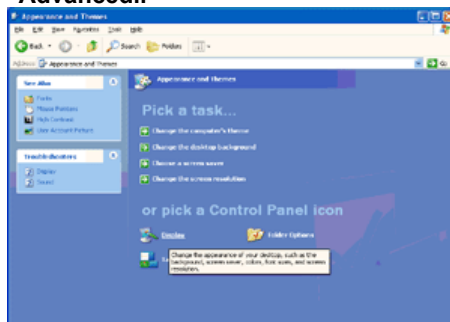 Appearance and Themes
File Edit View Favorites Tools Help
Back Search Folders
Address Appearance and Themes Go
See Also
Fonts
Mouse Pointers
High Contrast
User Account Picture
Troubleshooters
Display
Sound
Appearance and Themes
Pick a task...
Change the computer's theme
Change the desktop background
Choose a screen saver
Change the screen resolution
or pick a Control Panel icon
Display Folder Options
Change the appearance of your desktop, such as the
background, screen saver, colors, font sizes, and screen
resolution.